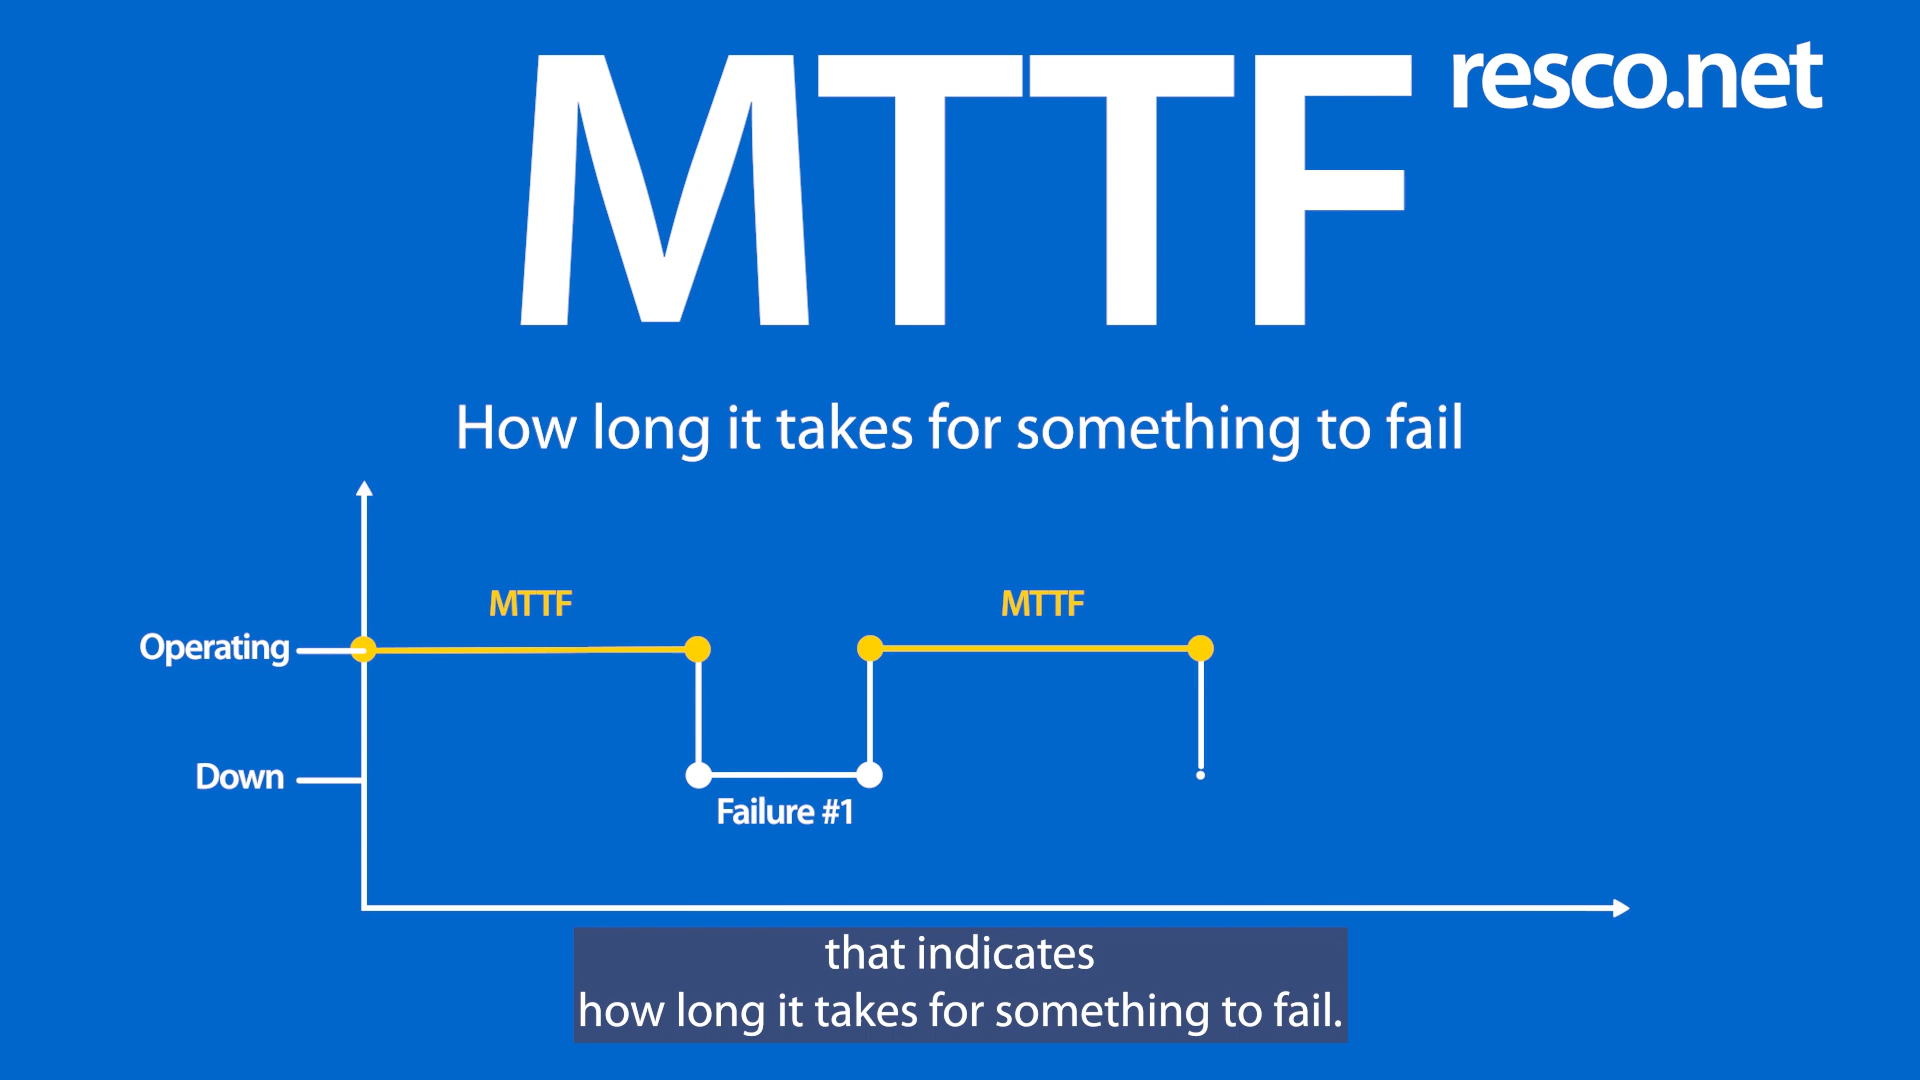 MTTF
resco.net
How long it takes for something to fail
MTTF
MTTF
Operating
Down
Failure #1
that indicates
how long it takes for something to fail.